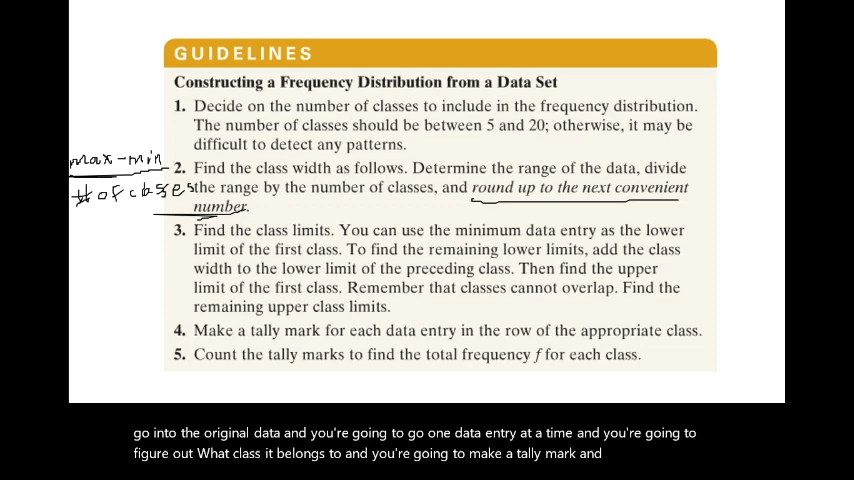 GUIDELINES
Constructing a Frequency Distribution from a Data Set
1. Decide on the number of classes to include in the frequency distribution.
The number of classes should be between 5 and 20; otherwise, it may be
difficult to detect any patterns.
max-min
# of classes
2. Find the class width as follows. Determine the range of the data, divide
the range by the number of classes, and round up to the next convenient
number.
3. Find the class limits. You can use the minimum data entry as the lower
limit of the first class. To find the remaining lower limits, add the class
width to the lower limit of the preceding class. Then find the upper
limit of the first class. Remember that classes cannot overlap. Find the
remaining upper class limits.
4. Make a tally mark for each data entry in the row of the appropriate class.
5. Count the tally marks to find the total frequency f for each class.
go into the original data and you're going to go one data entry at a time and you're going to
figure out What class it belongs to and you're going to make a tally mark and